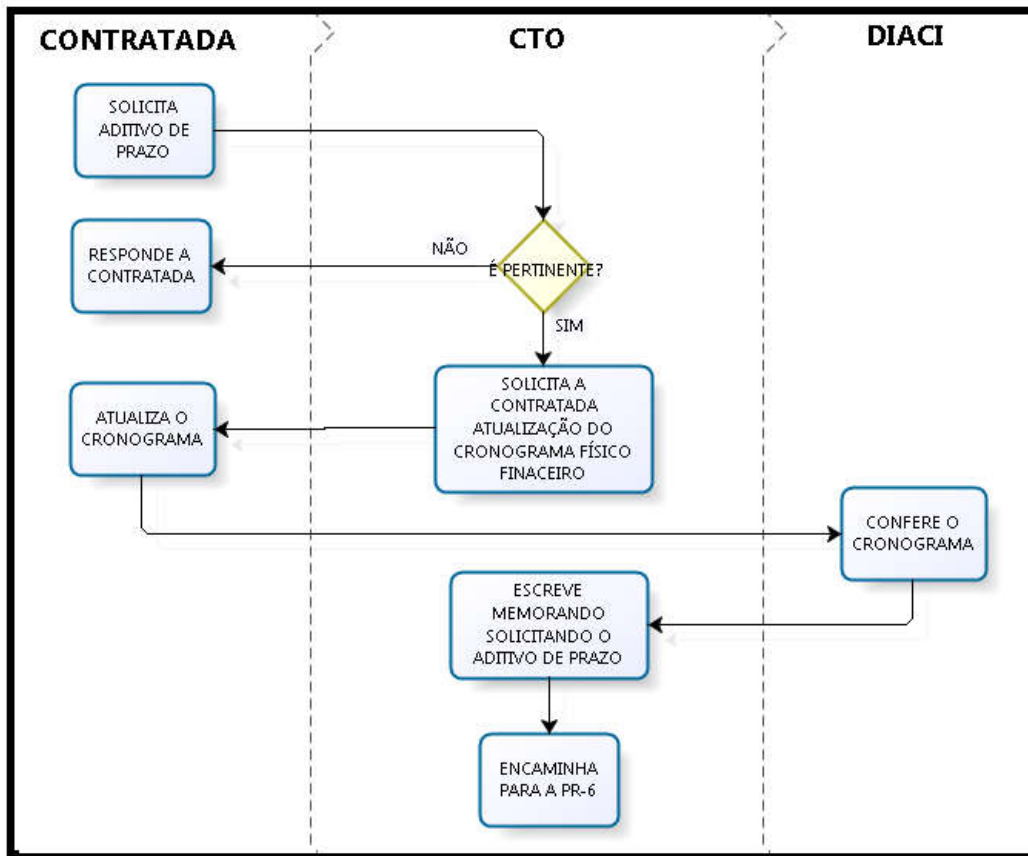 CONTRATADA
CTO
DIACI
SOLICITA
ADITIVO DE
PRAZO
RESPONDE A
CONTRATADA
NÃO
É PERTINENTE?
SIM
SOLICITA A
CONTRATADA
ATUALIZAÇÃO DO
CRONOGRAMA FÍSICO
FINACEIRO
ATUALIZA O
CRONOGRAMA
CONFERE O
CRONOGRAMA
ESCREVE
MEMORANDO
SOLICITANDO O
ADITIVO DE PRAZO
ENCAMINHA
PARA A PR-6